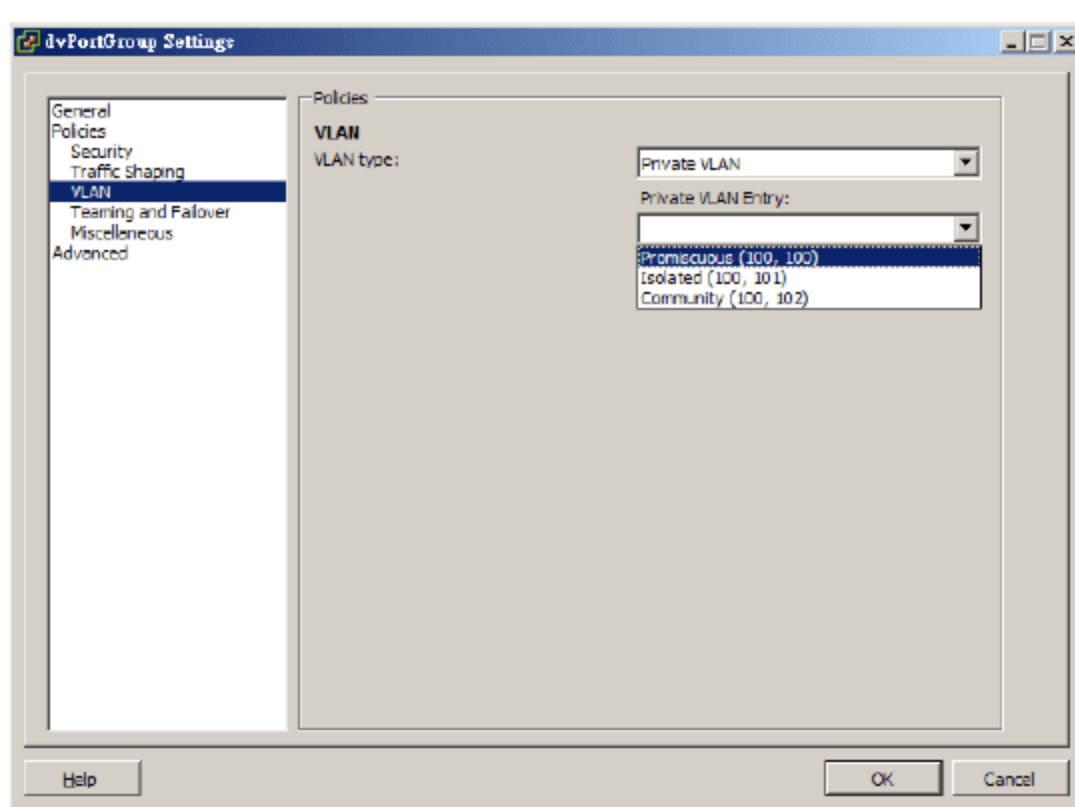 dvPortGroup Settings
General
Policies
Security
Traffic Shaping
VLAN
Teaming and Failover
Miscellaneous
Advanced
Policies
VLAN
VLAN type:
Private VLAN
Private VLAN Entry:
Promiscuous (100, 100)
Isolated (100, 101)
Community (100, 102)
Help
OK
Cancel